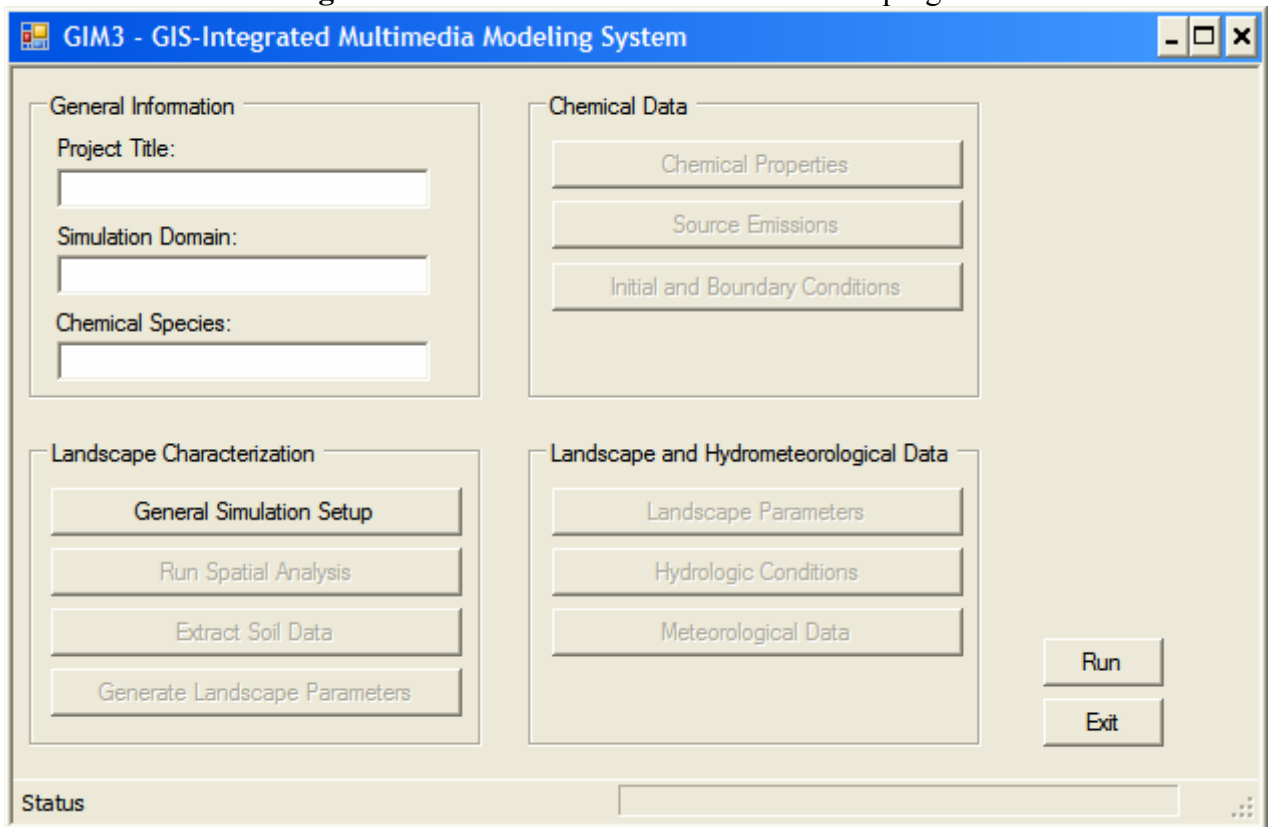 GIM3 - GIS-Integrated Multimedia Modeling System
General Information
Project Title:
Simulation Domain:
Chemical Species:
Chemical Data
Chemical Properties
Source Emissions
Initial and Boundary Conditions
Landscape Characterization
General Simulation Setup
Run Spatial Analysis
Extract Soil Data
Generate Landscape Parameters
Landscape and Hydrometeorological Data
Landscape Parameters
Hydrologic Conditions
Meteorological Data
Run
Exit
Status